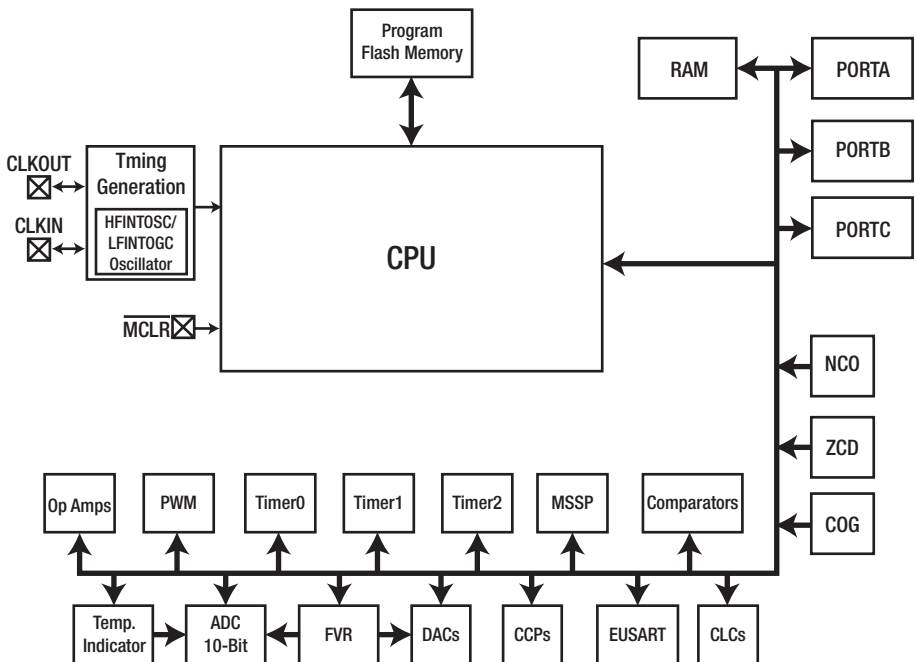 Program
Flash Memory
RAM
PORTA
PORTB
PORTC
CLKOUT
CLKIN
Tming
Generation
HFINTOSC/
LFINTOGC
Oscillator
CPU
MCLR
NCO
ZCD
COG
Op Amps
PWM
Timer0
Timer1
Timer2
MSSP
Comparators
Temp.
Indicator
ADC
10-Bit
FVR
DACs
CCPs
EUSART
CLCs